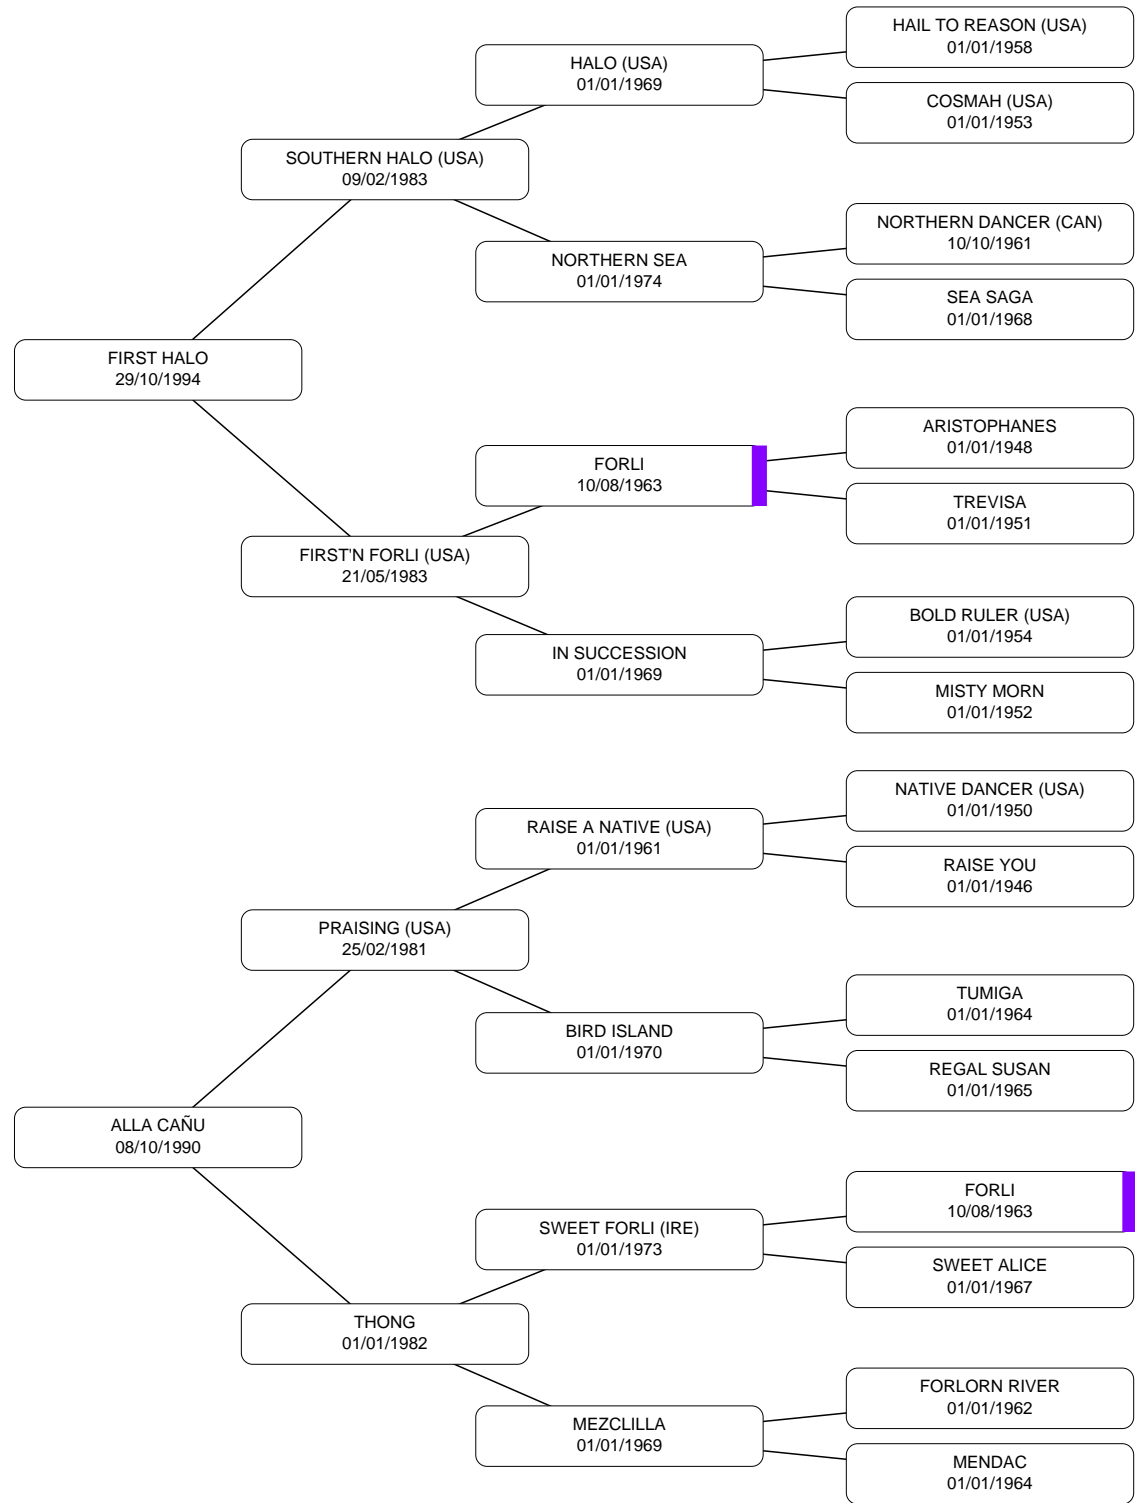 HAIL TO REASON (USA)
01/01/1958
HALO (USA)
01/01/1969
COSMAH (USA)
01/01/1953
SOUTHERN HALO (USA)
09/02/1983
NORTHERN DANCER (CAN)
10/10/1961
NORTHERN SEA
01/01/1974
SEA SAGA
01/01/1968
FIRST HALO
29/10/1994
ARISTOPHANES
01/01/1948
FORLI
10/08/1963
TREVISA
01/01/1951
FIRST'N FORLI (USA)
21/05/1983
BOLD RULER (USA)
01/01/1954
IN SUCCESSION
01/01/1969
MISTY MORN
01/01/1952
NATIVE DANCER (USA)
01/01/1950
RAISE A NATIVE (USA)
01/01/1961
RAISE YOU
01/01/1946
PRAISING (USA)
25/02/1981
TUMIGA
01/01/1964
BIRD ISLAND
01/01/1970
REGAL SUSAN
01/01/1965
ALLA CAÑU
08/10/1990
FORLI
10/08/1963
SWEET FORLI (IRE)
01/01/1973
SWEET ALICE
01/01/1967
THONG
01/01/1982
FORLORN RIVER
01/01/1962
MEZCLILLA
01/01/1969
MENDAC
01/01/1964